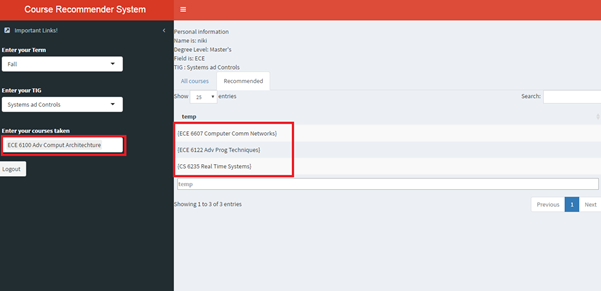 Course Recommender System
Important Links!
Enter your Term
Fall
Enter your TIG
Systems ad Controls
Enter your courses taken
ECE 6100 Adv Comput Architechture
Logout
Personal information
Name is: niki
Degree Level: Master's
Field is: ECE
TIG : Systems ad Controls
All courses Recommended
Show 25 entries Search:
temp
{ECE 6607 Computer Comm Networks}
{ECE 6122 Adv Prog Techniques}
{CS 6235 Real Time Systems}
temp
Showing 1 to 3 of 3 entries
Previous 1 Next